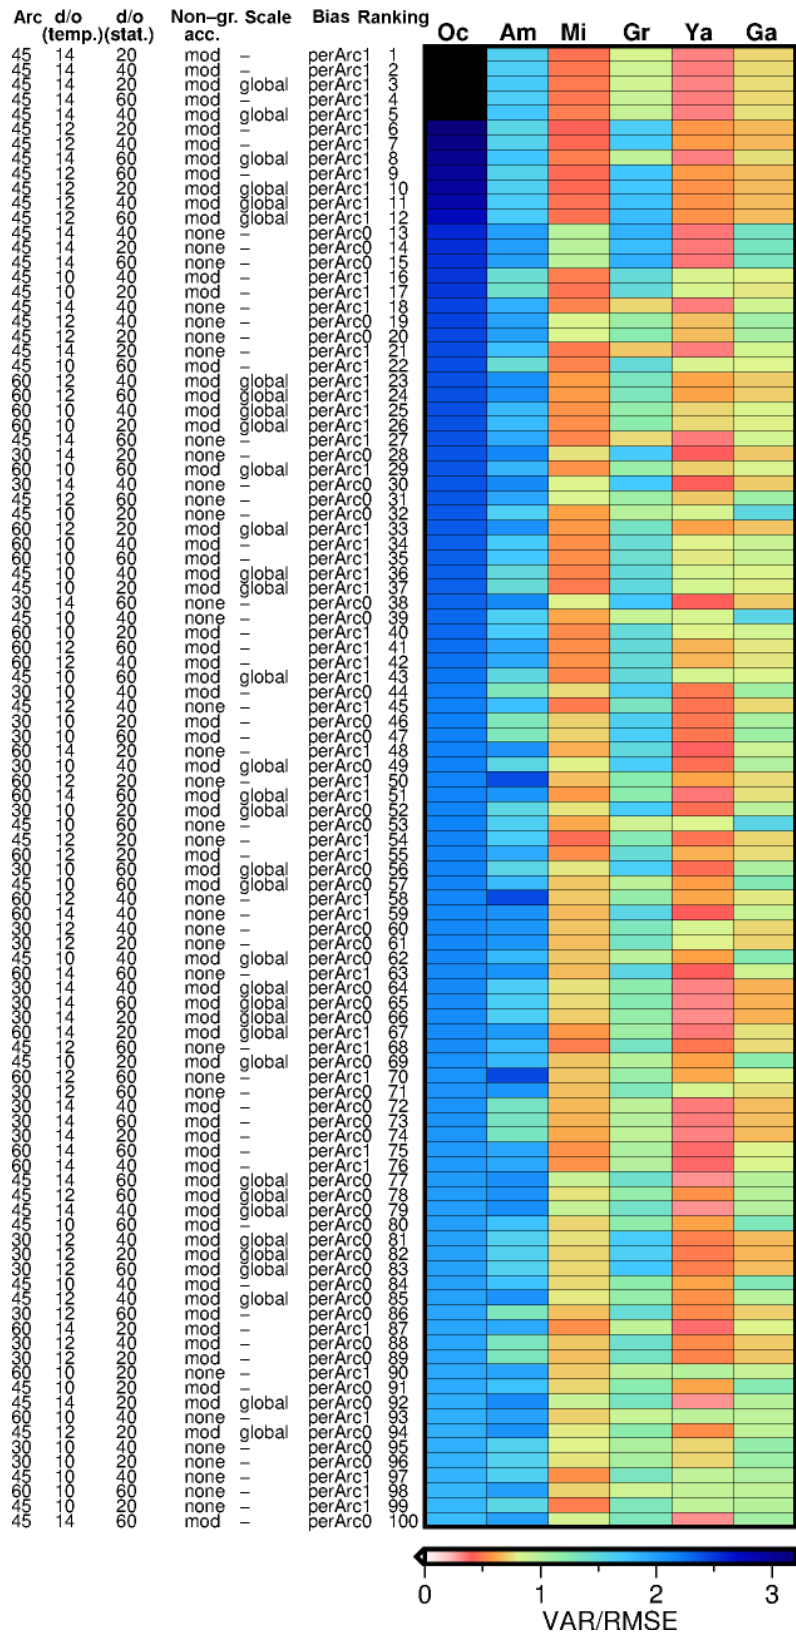 Arc d/o (temp.) d/o (stat.) Non–gr. acc. Scale Bias Ranking Oc Am Mi Gr Ya Ga
45 14 20 mod – perArc1 1
45 14 40 mod – perArc1 2
45 14 20 mod global perArc1 3
45 14 60 mod – perArc1 4
45 14 40 mod global perArc1 5
45 12 20 mod – perArc1 6
45 12 40 mod – perArc1 7
45 14 60 mod global perArc1 8
45 12 60 mod – perArc1 9
45 12 20 mod global perArc1 10
45 12 40 mod global perArc1 11
45 12 60 mod global perArc1 12
45 14 40 none – perArc0 13
45 14 20 none – perArc0 14
45 14 60 none – perArc0 15
45 10 40 mod – perArc1 16
45 10 20 mod – perArc1 17
45 14 40 none – perArc1 18
45 12 40 none – perArc0 19
45 12 20 none – perArc0 20
45 14 20 none – perArc1 21
45 10 60 mod – perArc1 22
60 12 40 mod global perArc1 23
60 12 60 mod global perArc1 24
60 10 40 mod global perArc1 25
60 10 20 mod global perArc1 26
45 14 60 none – perArc1 27
30 14 20 none – perArc0 28
60 10 60 mod global perArc1 29
30 14 40 none – perArc0 30
45 12 60 none – perArc0 31
45 10 20 none – perArc0 32
60 12 20 mod global perArc1 33
60 10 40 mod – perArc1 34
60 10 60 mod – perArc1 35
45 10 40 mod global perArc1 36
45 10 20 mod global perArc1 37
30 14 60 none – perArc0 38
45 10 40 none – perArc0 39
60 10 20 mod – perArc1 40
60 12 60 mod – perArc1 41
60 12 40 mod – perArc1 42
45 10 60 mod global perArc1 43
30 10 40 mod – perArc0 44
45 12 40 none – perArc1 45
30 10 20 mod – perArc0 46
30 10 60 mod – perArc0 47
60 14 20 none – perArc1 48
30 10 40 mod global perArc0 49
60 12 20 none – perArc1 50
60 14 60 mod global perArc1 51
30 10 20 mod global perArc0 52
45 10 60 none – perArc0 53
45 12 20 none – perArc1 54
60 12 20 mod – perArc1 55
30 10 60 mod global perArc0 56
45 10 60 mod global perArc0 57
60 12 40 none – perArc1 58
60 14 40 none – perArc1 59
30 12 40 none – perArc0 60
30 12 20 none – perArc0 61
45 10 40 mod global perArc0 62
60 14 60 none – perArc1 63
30 14 40 mod global perArc0 64
30 14 60 mod global perArc0 65
30 14 20 mod global perArc0 66
60 14 20 mod global perArc1 67
45 12 60 none – perArc1 68
45 10 20 mod global perArc0 69
60 12 60 none – perArc1 70
30 12 60 none – perArc0 71
30 14 40 mod – perArc0 72
30 14 60 mod – perArc0 73
30 14 20 mod – perArc0 74
60 14 60 mod – perArc1 75
60 14 40 mod – perArc1 76
45 14 60 mod global perArc0 77
45 12 60 mod global perArc0 78
45 14 40 mod global perArc0 79
45 10 60 mod – perArc0 80
30 12 40 mod global perArc0 81
30 12 20 mod global perArc0 82
30 12 60 mod global perArc0 83
45 10 40 mod – perArc0 84
45 12 40 mod global perArc0 85
30 12 60 mod – perArc0 86
60 14 20 mod – perArc1 87
30 12 40 mod – perArc0 88
30 12 20 mod – perArc0 89
60 10 20 none – perArc1 90
45 10 20 mod – perArc0 91
45 14 20 mod global perArc0 92
60 10 40 none – perArc1 93
45 12 20 mod global perArc0 94
30 10 40 none – perArc0 95
30 10 20 none – perArc0 96
45 10 40 none – perArc1 97
60 10 60 none – perArc1 98
45 10 20 none – perArc1 99
45 14 60 mod – perArc0 100
0 1 2 3
VAR/RMSE